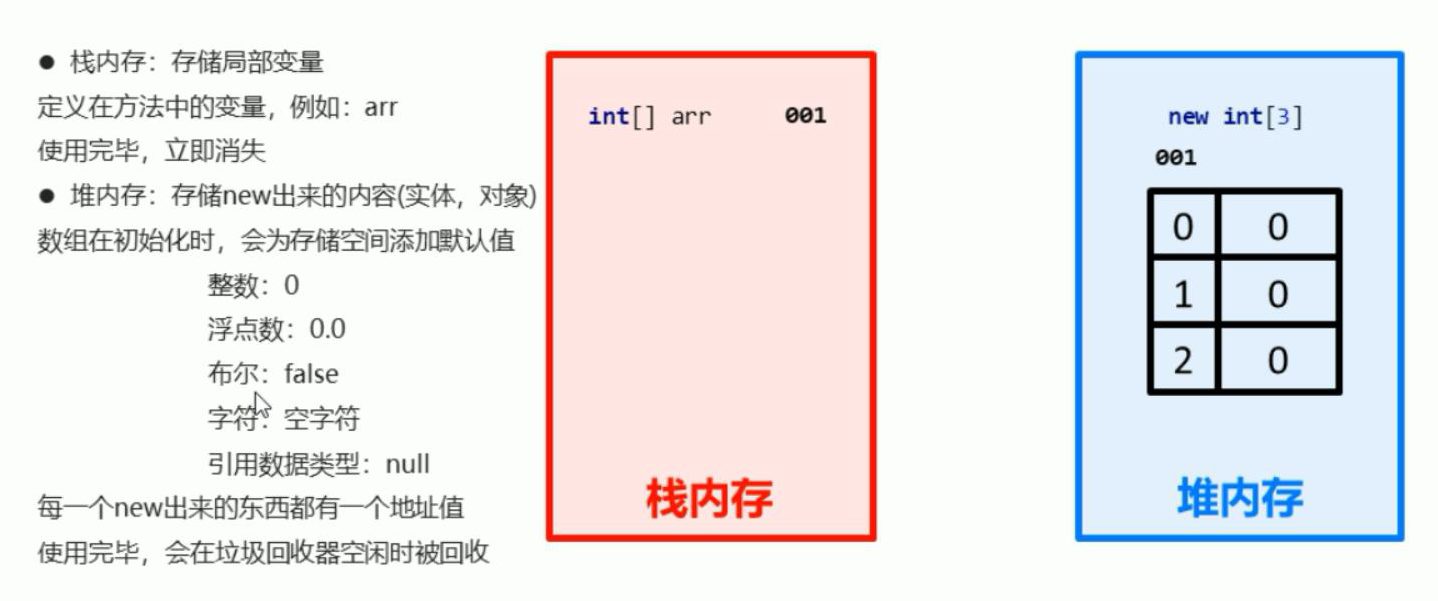 ● 栈内存：存储局部变量
定义在方法中的变量，例如：arr
使用完毕，立即消失
● 堆内存：存储new出来的内容(实体，对象)
数组在初始化时，会为存储空间添加默认值
整数：0
浮点数：0.0
布尔：false
字符：空字符
引用数据类型：null
每一个new出来的东西都有一个地址值
使用完毕，会在垃圾回收器空闲时被回收
int[] arr 001
栈内存
new int[3]
001
0 0
1 0
2 0
堆内存